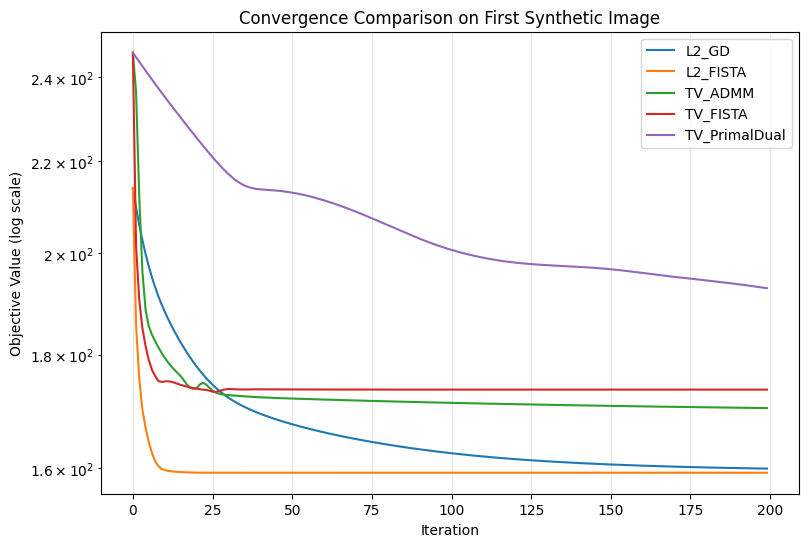 Convergence Comparison on First Synthetic Image
L2_GD
L2_FISTA
TV_ADMM
TV_FISTA
TV_PrimalDual
Objective Value (log scale)
2.4 × 10²
2.2 × 10²
2 × 10²
1.8 × 10²
1.6 × 10²
0 25 50 75 100 125 150 175 200
Iteration